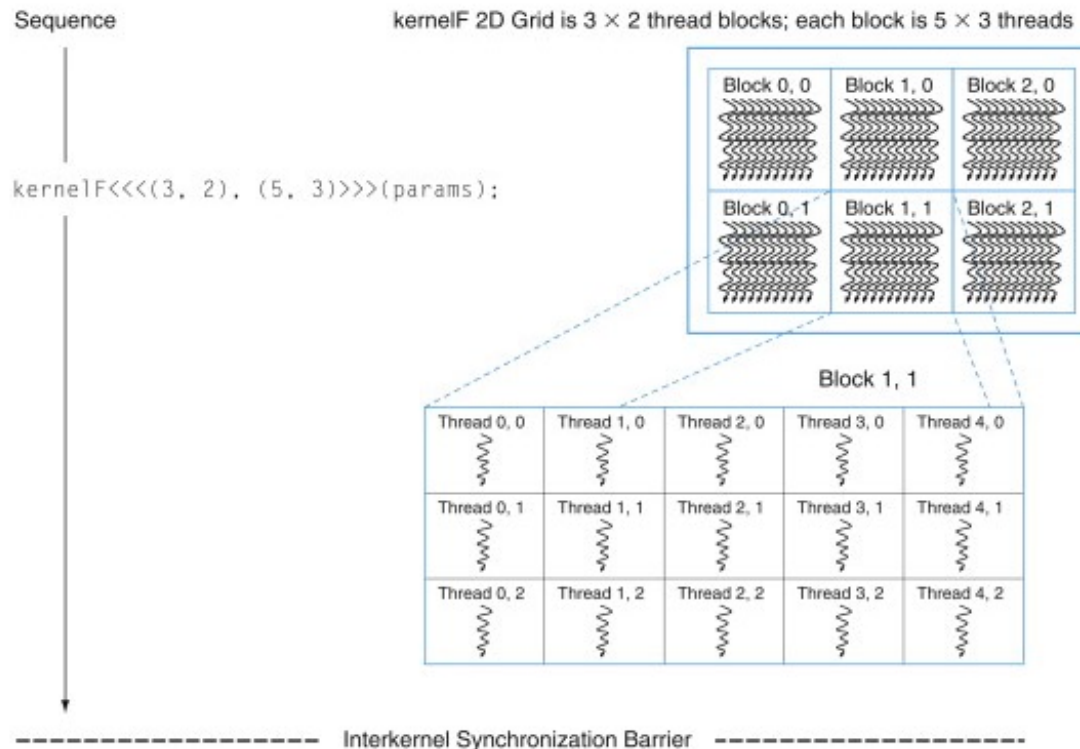 Sequence
kernelF 2D Grid is 3 × 2 thread blocks; each block is 5 × 3 threads
Block 0, 0 Block 1, 0 Block 2, 0
kernelF<<<(3, 2), (5, 3)>>>(params);
Block 0, 1 Block 1, 1 Block 2, 1
Block 1, 1
Thread 0, 0 Thread 1, 0 Thread 2, 0 Thread 3, 0 Thread 4, 0
Thread 0, 1 Thread 1, 1 Thread 2, 1 Thread 3, 1 Thread 4, 1
Thread 0, 2 Thread 1, 2 Thread 2, 2 Thread 3, 2 Thread 4, 2
Interkernel Synchronization Barrier